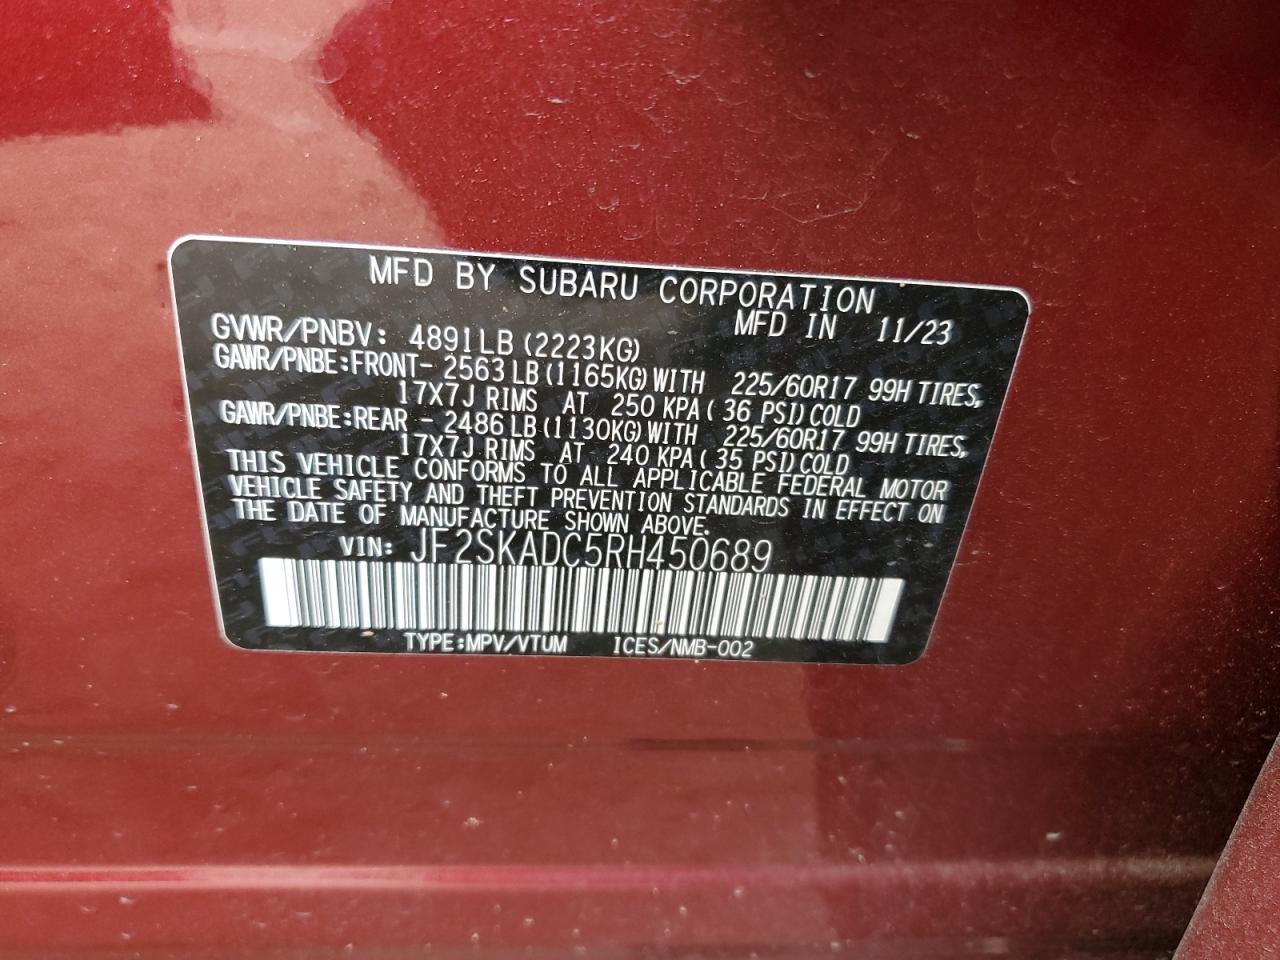 MFD BY SUBARU CORPORATION
MFD IN 11/23
GVWR/PNBV: 4891LB (2223KG)
GAWR/PNBE:FRONT- 2563 LB (1165KG) WITH 225/60R17 99H TIRES,
17X7J RIMS AT 250 KPA ( 36 PSI) COLD
GAWR/PNBE:REAR - 2486 LB (1130KG) WITH 225/60R17 99H TIRES,
17X7J RIMS AT 240 KPA ( 35 PSI) COLD
THIS VEHICLE CONFORMS TO ALL APPLICABLE FEDERAL MOTOR
VEHICLE SAFETY AND THEFT PREVENTION STANDARDS IN EFFECT ON
THE DATE OF MANUFACTURE SHOWN ABOVE.
VIN: JF2SKADC5RH450689
TYPE:MPV/VTUM ICES/NMB-002